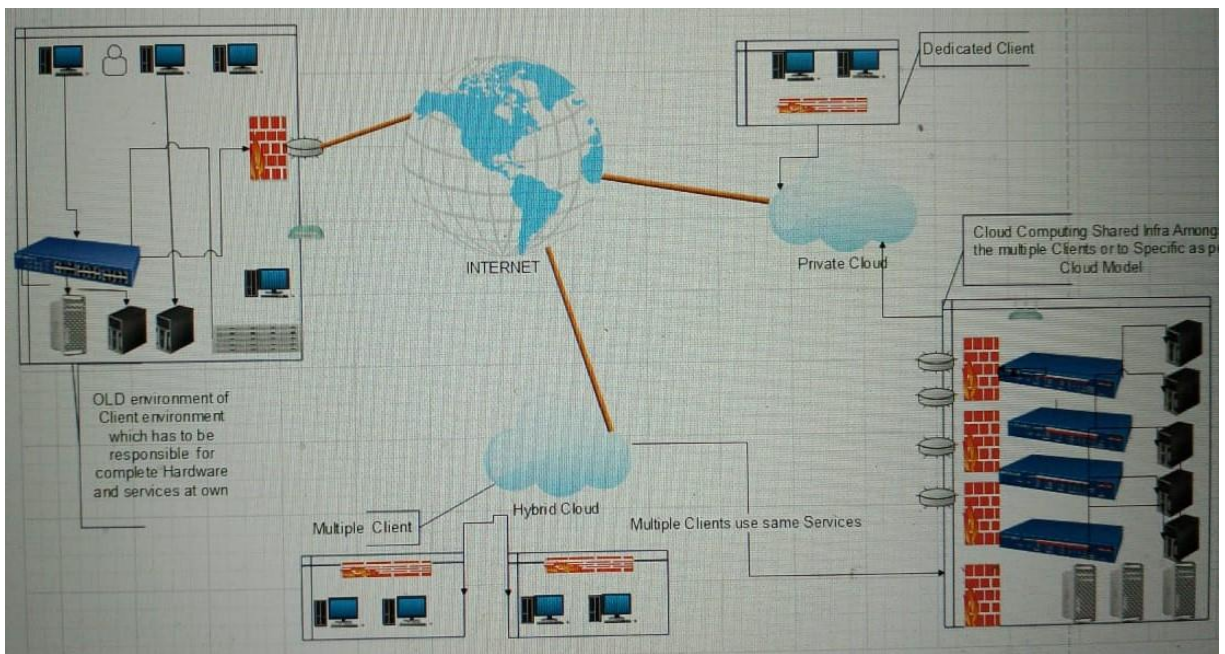 Dedicated Client
Cloud Computing Shared Infra Among
the multiple Clients or to Specific as
Cloud Model
INTERNET
Private Cloud
OLD environment of
Client environment
which has to be
responsible for
complete Hardware
and services at own
Hybrid Cloud
Multiple Client
Multiple Clients use same Services